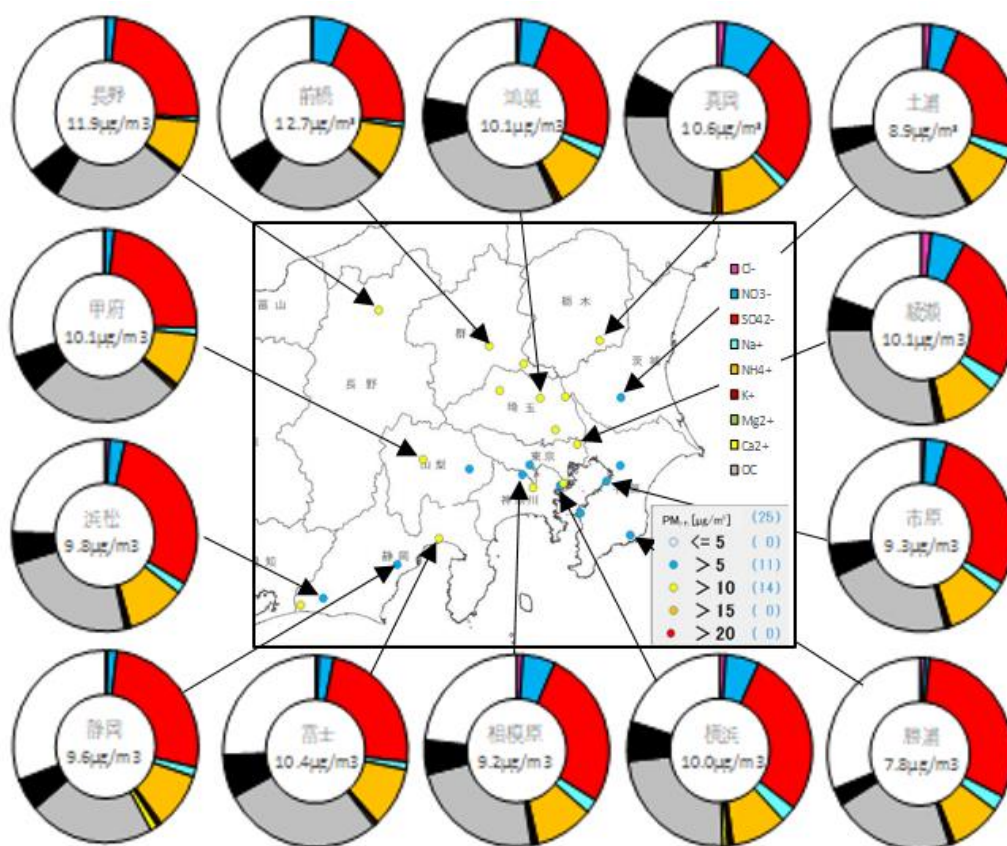 長野
11.9μg/m3
前橋
12.7μg/m³
鴻巣
10.1μg/m3
真岡
10.6μg/m³
土浦
8.9μg/m³
甲府
10.1μg/m3
綾瀬
10.1μg/m3
浜松
9.8μg/m3
市原
9.3μg/m3
静岡
9.6μg/m3
富士
10.4μg/m3
相模原
9.2μg/m3
横浜
10.0μg/m3
勝浦
7.8μg/m3
富山
長野
群
栃木
茨城
埼玉
東京
山梨
神 川
静岡
知
Cl-
NO3-
SO42-
Na+
NH4+
K+
Mg2+
Ca2+
OC
[μg/m³] (25)
<= 5 ( 0)
> 5 (11)
> 10 (14)
> 15 ( 0)
> 20 ( 0)